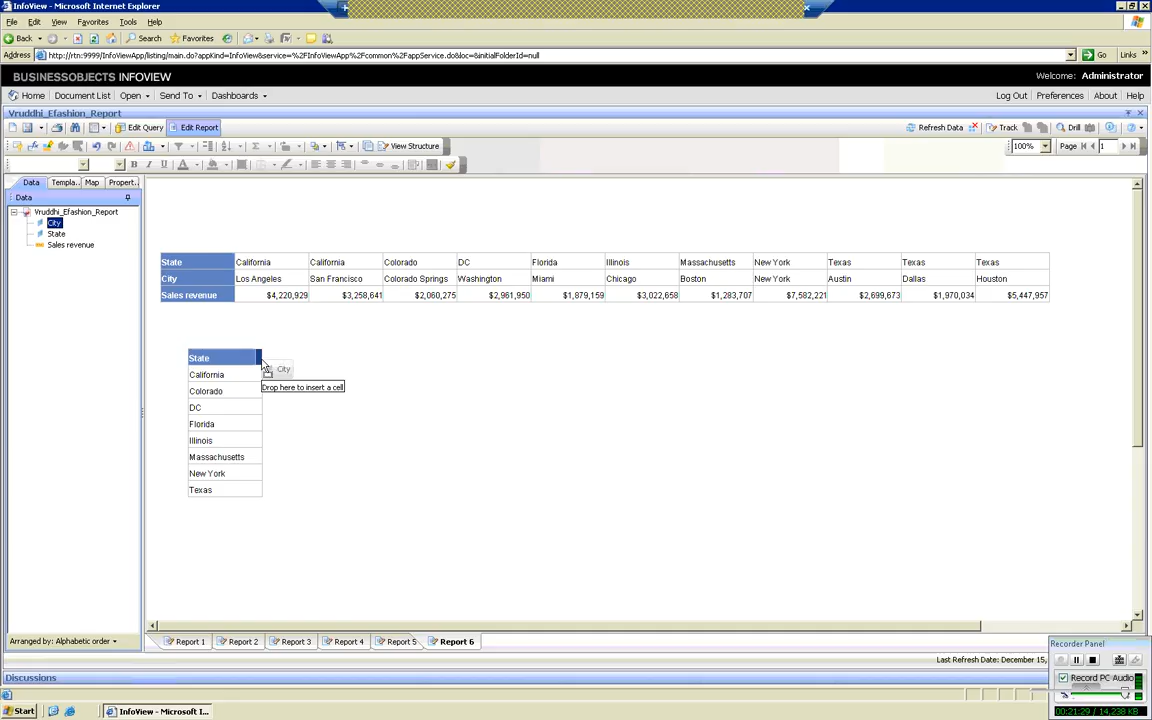 InfoView - Microsoft Internet Explorer
File Edit View Favorites Tools Help
Back Search Favorites
Address http://rtn:9999/InfoViewApp/listing/main.do?appKind=InfoView&service=%2FInfoViewApp%2Fcommon%2FappService.do&loc=&initialFolderId=null Go Links »
BUSINESSOBJECTS INFOVIEW Welcome: Administrator
Home Document List Open Send To Dashboards Log Out Preferences About Help
Vruddhi_Efashion_Report
Edit Query Edit Report Refresh Data Track Drill
View Structure 100% Page 1
Data Templa.. Map Propert..
Data
Vruddhi_Efashion_Report
City
State
Sales revenue
State California California Colorado DC Florida Illinois Massachusetts New York Texas Texas Texas
City Los Angeles San Francisco Colorado Springs Washington Miami Chicago Boston New York Austin Dallas Houston
Sales revenue $4,220,929 $3,258,641 $2,060,275 $2,961,950 $1,879,159 $3,022,658 $1,283,707 $7,582,221 $2,699,673 $1,970,034 $5,447,957
State
City
California
Drop here to insert a cell
Colorado
DC
Florida
Illinois
Massachusetts
New York
Texas
Arranged by: Alphabetic order
Report 1 Report 2 Report 3 Report 4 Report 5 Report 6
Recorder Panel
Last Refresh Date: December 15,
Discussions
Record PC Audio
00:21:29 / 14,238 KB
Start InfoView - Microsoft I...